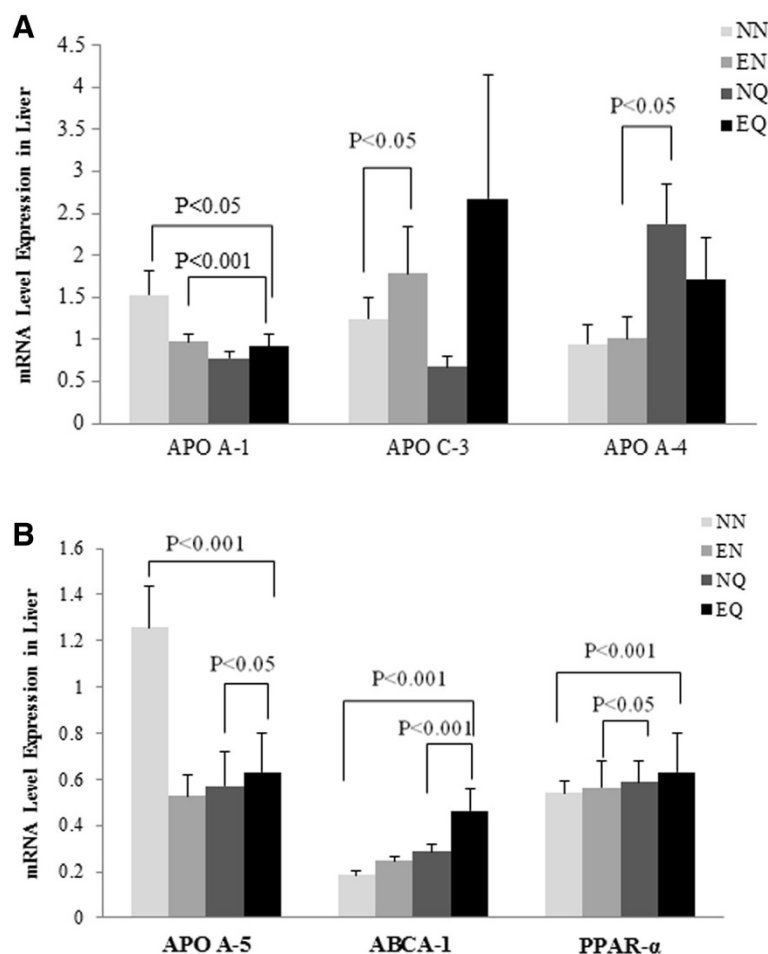 A
mRNA Level Expression in Liver
4.5
4
3.5
3
2.5
2
1.5
1
0.5
0
P<0.05
P<0.001
P<0.05
P<0.05
NN
EN
NQ
EQ
APO A-1 APO C-3 APO A-4
B
mRNA Level Expression in Liver
1.6
1.4
1.2
1
0.8
0.6
0.4
0.2
0
P<0.001
P<0.05
P<0.001
P<0.001
P<0.001
P<0.05
NN
EN
NQ
EQ
APO A-5 ABCA-1 PPAR-α